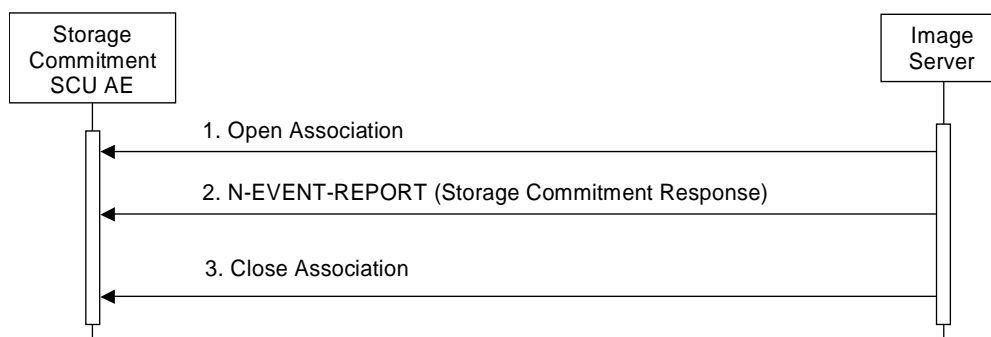 Storage
Commitment
SCU AE
Image
Server
1. Open Association
2. N-EVENT-REPORT (Storage Commitment Response)
3. Close Association